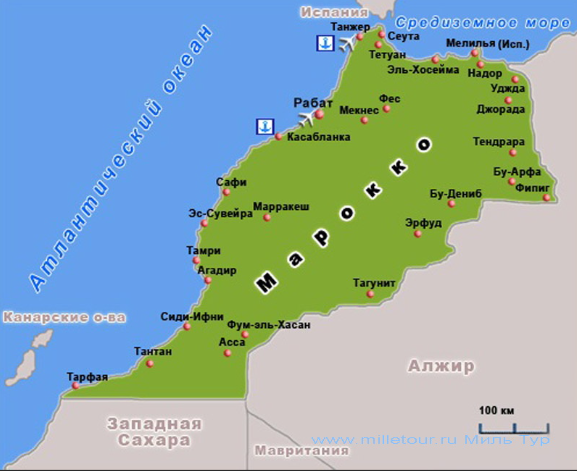 Испания
Танжер
Средиземное море
Сеута
Тетуан
Мелилья (Исп.)
Эль-Хосейма
Надор
Уджда
Фес
Рабат
Мекнес
Джорада
Касабланка
Атлантический океан
Тендрара
Марокко
Бу-Арфа
Сафи
Филиг
Бу-Дениб
Марракеш
Эс-Сувейра
Эрфуд
Тамри
Агадир
Тагунит
Канарские о-ва
Сиди-Ифни
Фум-эль-Хасан
Асса
Тантан
Алжир
Тарфая
100 км
Западная
Сахара
www.milletour.ru Миль Тур
Мавритания